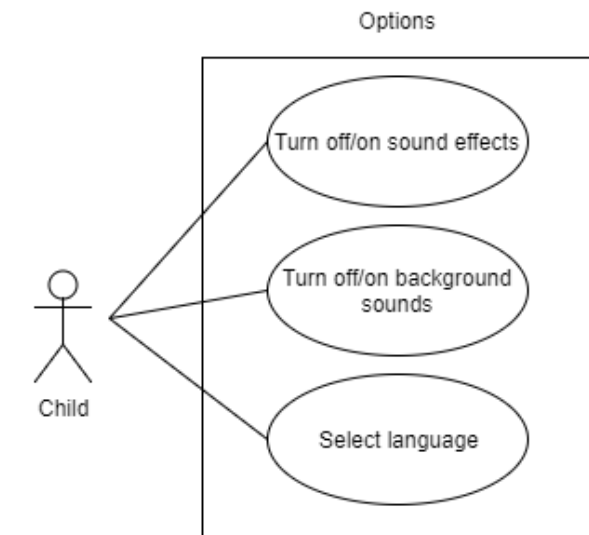 Options
Turn off/on sound effects
Turn off/on background
sounds
Select language
Child